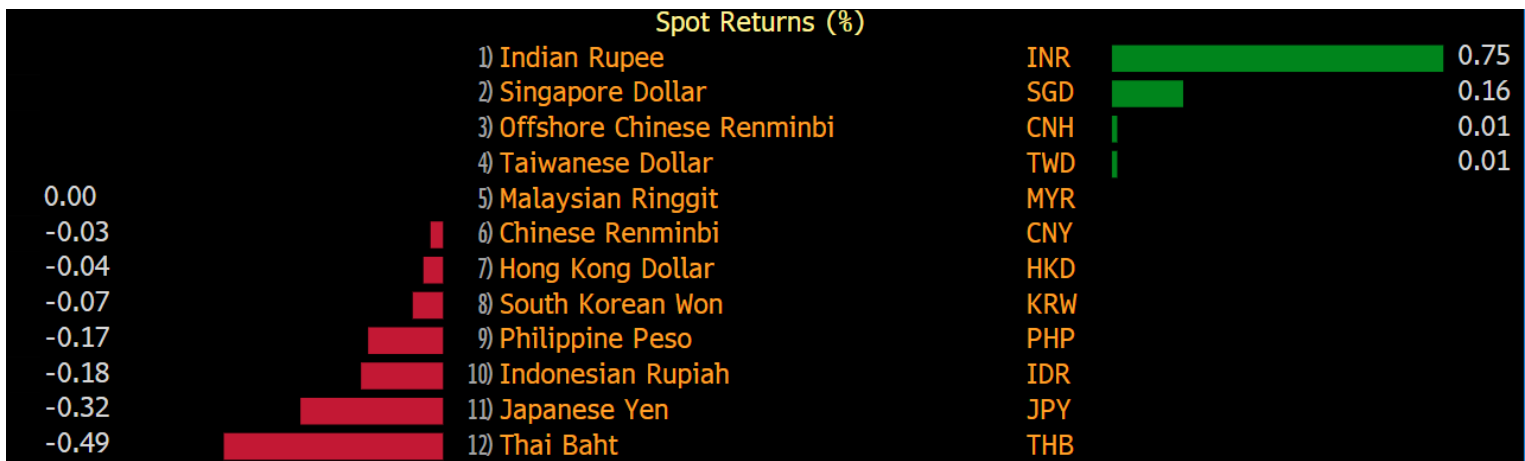 Spot Returns (%)
1) Indian Rupee INR 0.75
2) Singapore Dollar SGD 0.16
3) Offshore Chinese Renminbi CNH 0.01
4) Taiwanese Dollar TWD 0.01
0.00 5) Malaysian Ringgit MYR
-0.03 6) Chinese Renminbi CNY
-0.04 7) Hong Kong Dollar HKD
-0.07 8) South Korean Won KRW
-0.17 9) Philippine Peso PHP
-0.18 10) Indonesian Rupiah IDR
-0.32 11) Japanese Yen JPY
-0.49 12) Thai Baht THB